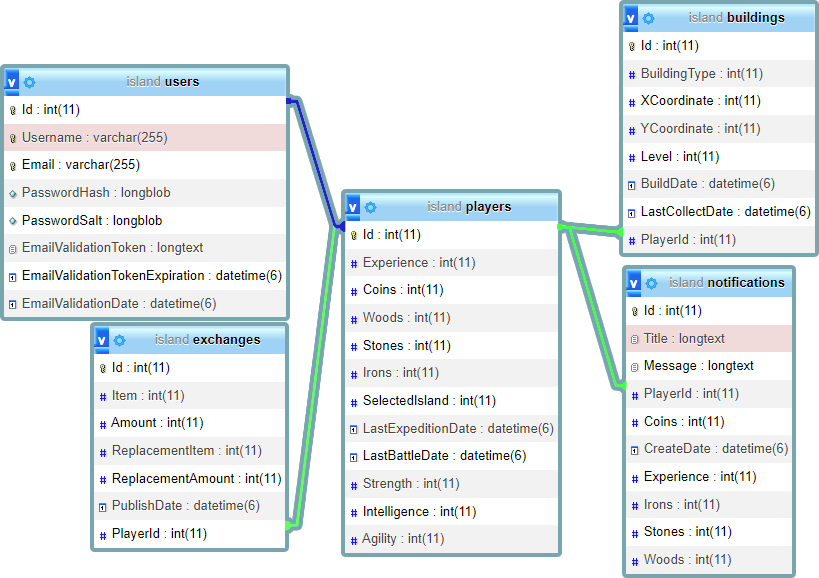 island users
Id : int(11)
Username : varchar(255)
Email : varchar(255)
PasswordHash : longblob
PasswordSalt : longblob
EmailValidationToken : longtext
EmailValidationTokenExpiration : datetime(6)
EmailValidationDate : datetime(6)
island exchanges
Id : int(11)
Item : int(11)
Amount : int(11)
ReplacementItem : int(11)
ReplacementAmount : int(11)
PublishDate : datetime(6)
PlayerId : int(11)
island players
Id : int(11)
Experience : int(11)
Coins : int(11)
Woods : int(11)
Stones : int(11)
Irons : int(11)
SelectedIsland : int(11)
LastExpeditionDate : datetime(6)
LastBattleDate : datetime(6)
Strength : int(11)
Intelligence : int(11)
Agility : int(11)
island buildings
Id : int(11)
BuildingType : int(11)
XCoordinate : int(11)
YCoordinate : int(11)
Level : int(11)
BuildDate : datetime(6)
LastCollectDate : datetime(6)
PlayerId : int(11)
island notifications
Id : int(11)
Title : longtext
Message : longtext
PlayerId : int(11)
Coins : int(11)
CreateDate : datetime(6)
Experience : int(11)
Irons : int(11)
Stones : int(11)
Woods : int(11)